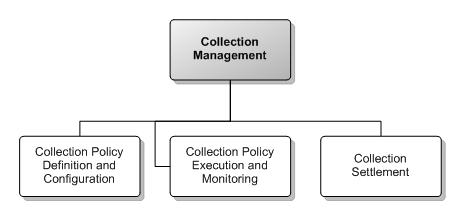 Collection
Management
Collection Policy
Definition and
Configuration
Collection Policy
Execution and
Monitoring
Collection
Settlement